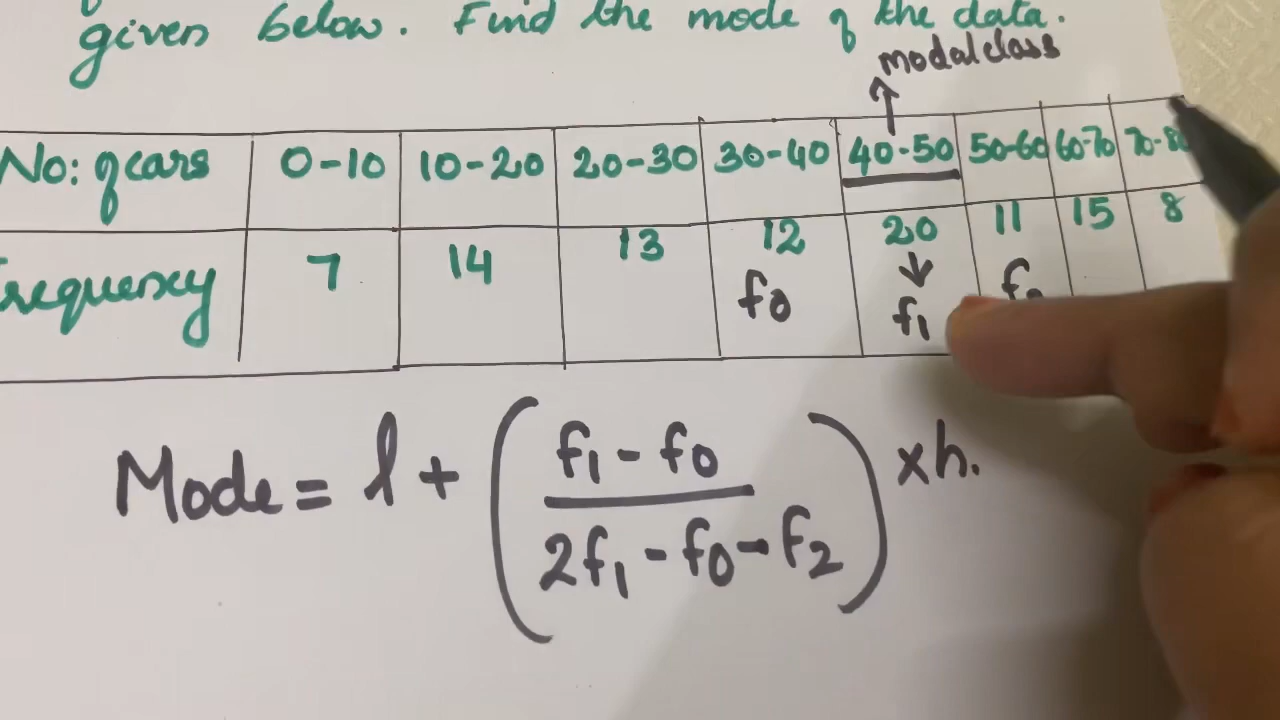 given below. Find the mode of the data.
modal class
No: of cars 0-10 10-20 20-30 30-40 40-50 50-60 60-70 70-80
Frequency 7 14 13 12 20 11 15 8
f0 f1
Mode = l + ( f1 - f0 / 2f1 - f0 - f2 ) x h.